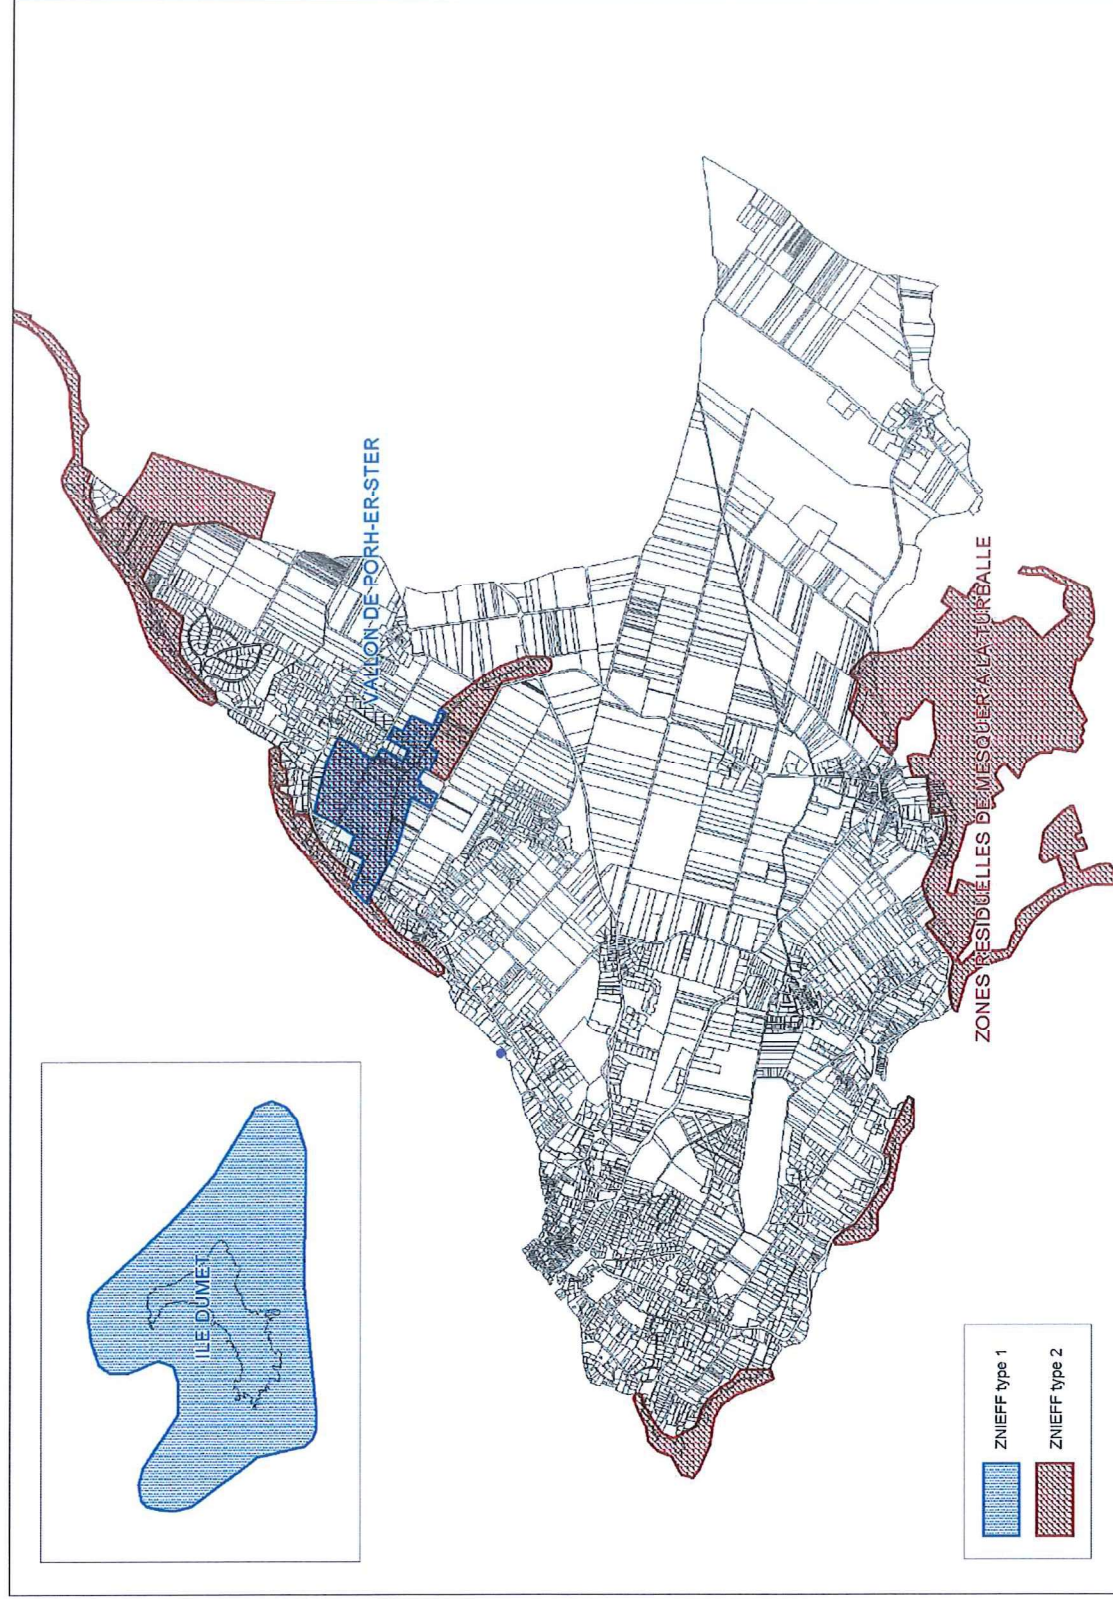 ILE DUMET
VALLON DE PORH-ER-STER
ZONES RESIDUELLES DE MESQUER A LA TURBALLE
ZNIEFF type 1
ZNIEFF type 2